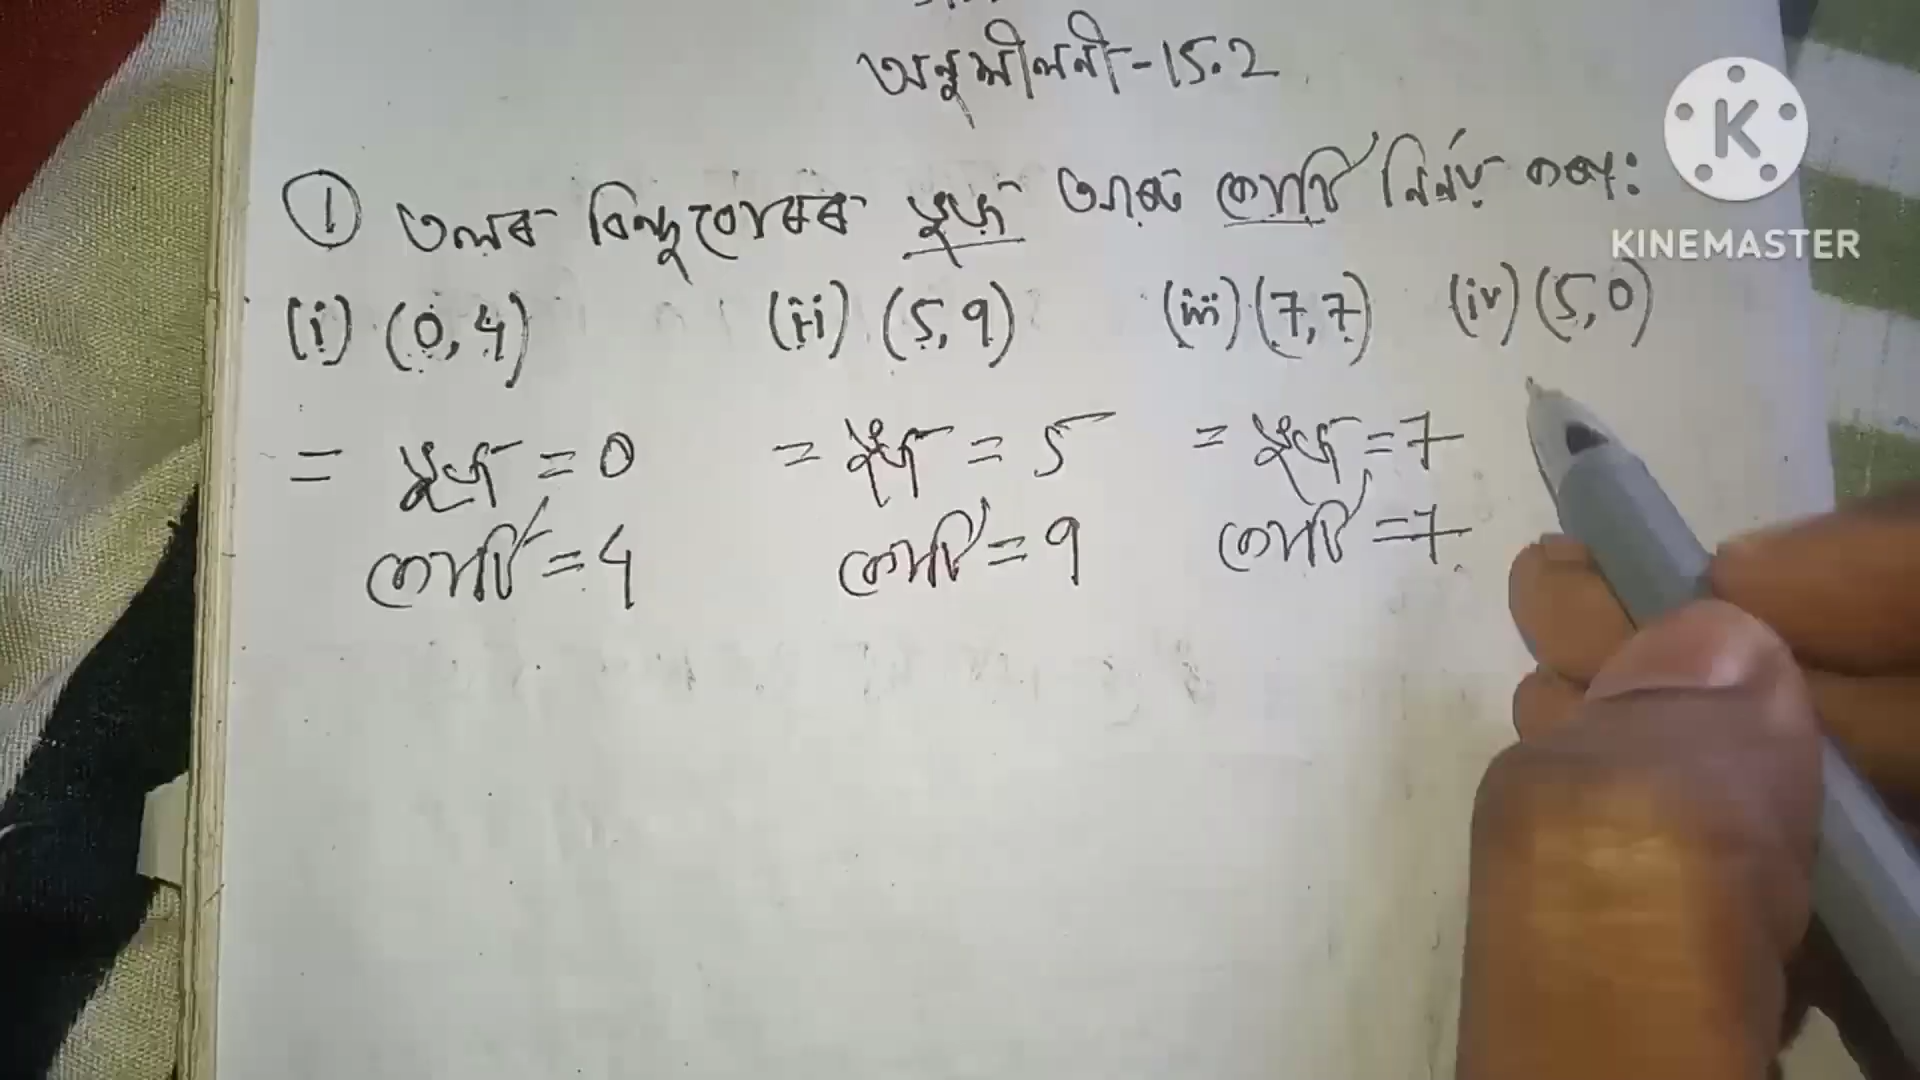 অনুশীলনী-15.2
① তলৰ বিন্দুবোৰৰ ভূজ আৰু কোটি নিৰ্ণয় কৰা:
(i) (0,4) (ii) (5,9) (iii) (7,7) (iv) (5,0)
= ভূজ = 0 = ভূজ = 5 = ভূজ = 7
কোটি = 4 কোটি = 9 কোটি = 7
K
KINEMASTER